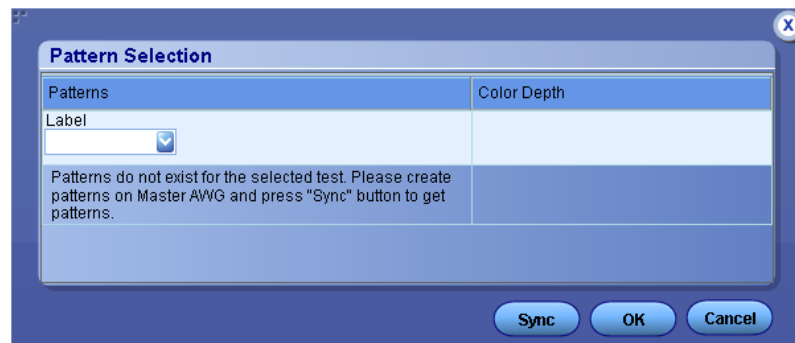 X
Pattern Selection
Patterns Color Depth
Label
Patterns do not exist for the selected test. Please create
patterns on Master AWG and press "Sync" button to get
patterns.
Sync OK Cancel